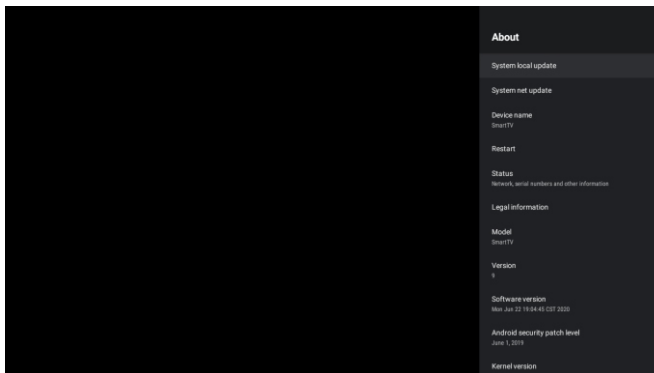 About
System local update
System net update
Device name
SmartTV
Restart
Status
Network, serial numbers and other information
Legal information
Model
SmartTV
Version
9
Software version
Mon Jun 22 19:04:45 CST 2020
Android security patch level
June 1, 2019
Kernel version